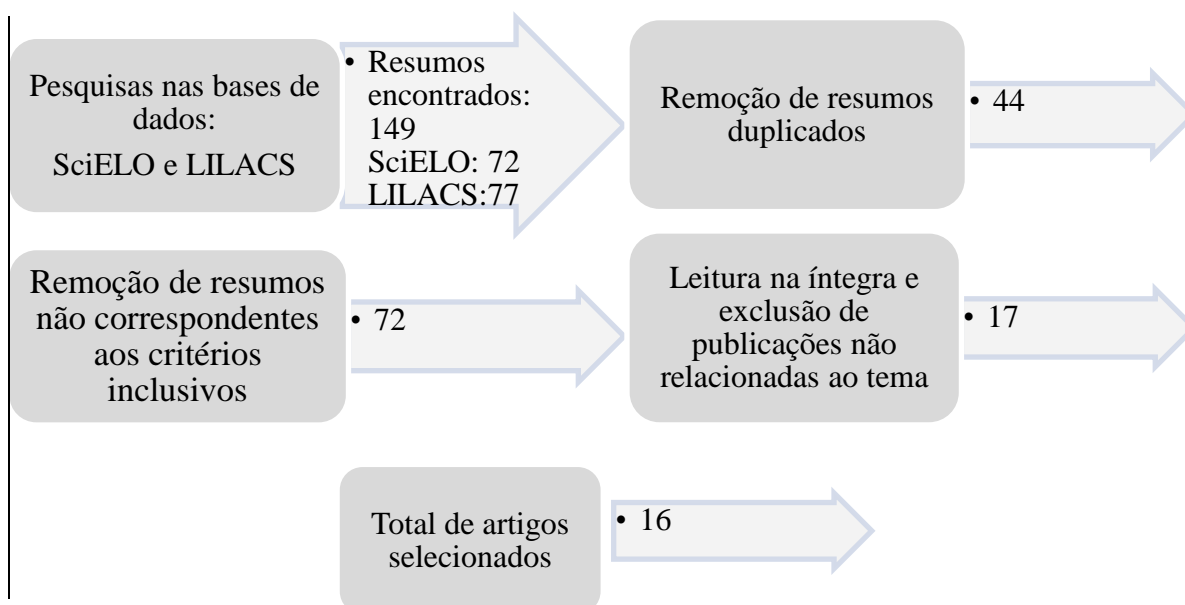 Pesquisas nas bases de
dados:
SciELO e LILACS
• Resumos
encontrados:
149
SciELO: 72
LILACS:77
Remoção de resumos
duplicados
• 44
Remoção de resumos
não correspondentes
aos critérios
inclusivos
• 72
Leitura na íntegra e
exclusão de
publicações não
relacionadas ao tema
• 17
Total de artigos
selecionados
• 16